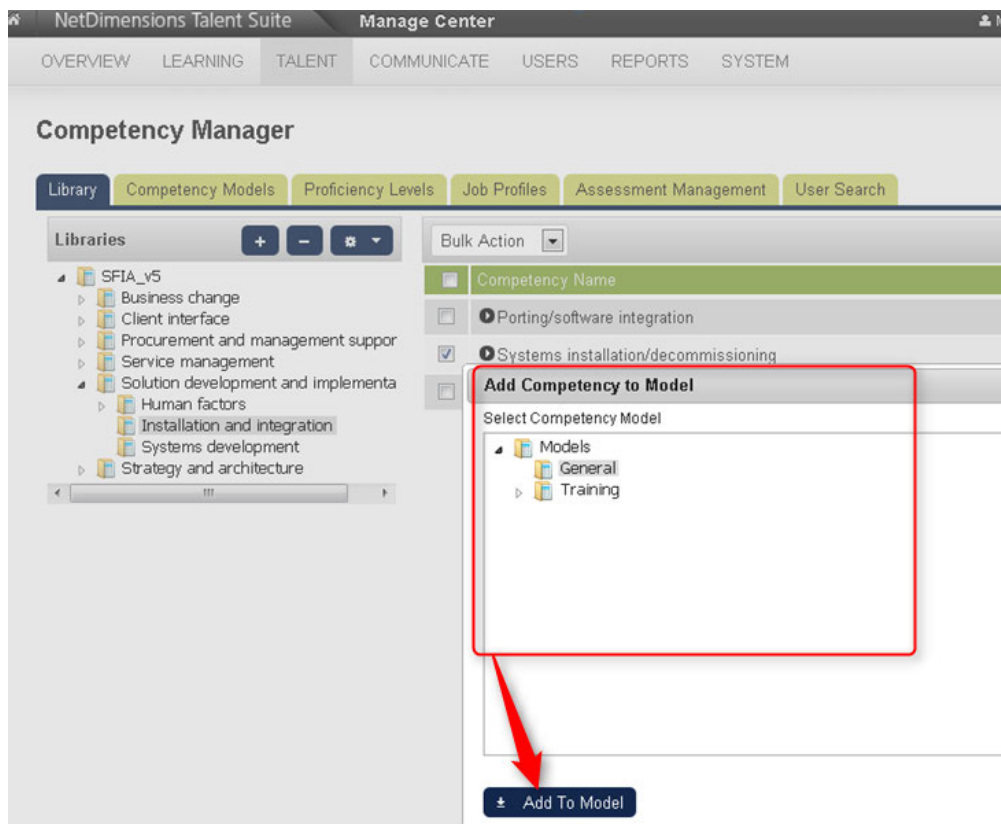 NetDimensions Talent Suite Manage Center
OVERVIEW LEARNING TALENT COMMUNICATE USERS REPORTS SYSTEM
Competency Manager
Library Competency Models Proficiency Levels Job Profiles Assessment Management User Search
Libraries
SFIA_v5
Business change
Client interface
Procurement and management suppor
Service management
Solution development and implementa
Human factors
Installation and integration
Systems development
Strategy and architecture
Bulk Action
Competency Name
Porting/software integration
Systems installation/decommissioning
Add Competency to Model
Select Competency Model
Models
General
Training
Add To Model